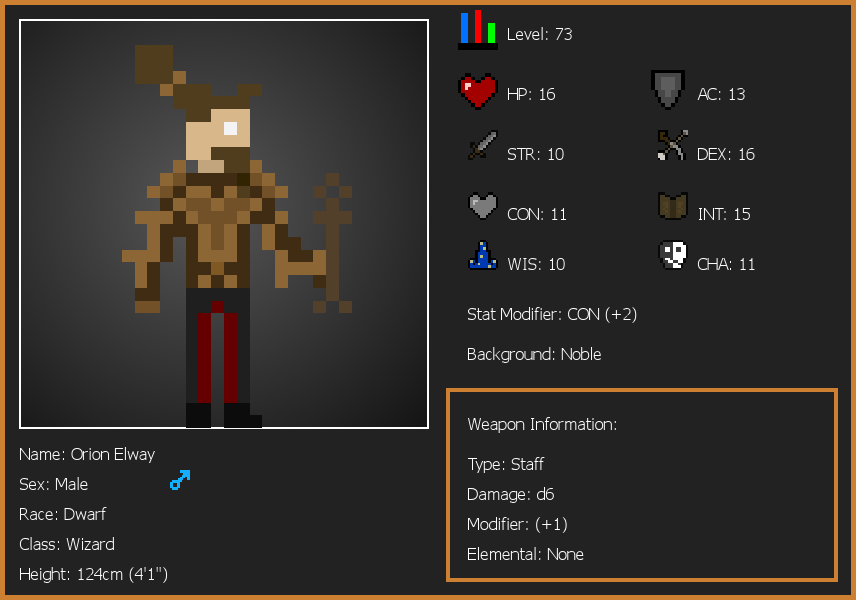 Level: 73
HP: 16
AC: 13
STR: 10
DEX: 16
CON: 11
INT: 15
WIS: 10
CHA: 11
Stat Modifier: CON (+2)
Background: Noble
Weapon Information:
Type: Staff
Damage: d6
Modifier: (+1)
Elemental: None
Name: Orion Elway
Sex: Male
Race: Dwarf
Class: Wizard
Height: 124cm (4'1")